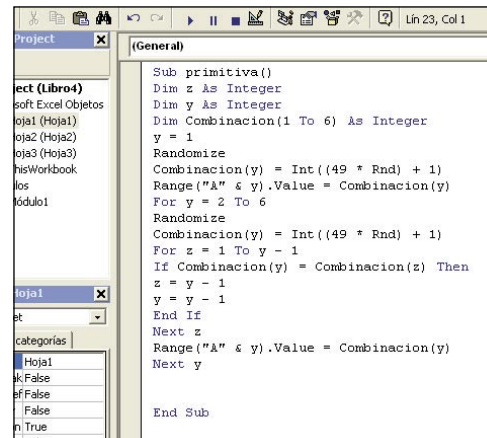 Lín 23, Col 1
Project
(General)
ject (Libro4)
soft Excel Objetos
oja1 (Hoja1)
oja2 (Hoja2)
oja3 (Hoja3)
hisWorkbook
los
Módulo1
Sub primitiva()
Dim z As Integer
Dim y As Integer
Dim Combinacion(1 To 6) As Integer
y = 1
Randomize
Combinacion(y) = Int((49 * Rnd) + 1)
Range("A" & y).Value = Combinacion(y)
For y = 2 To 6
Randomize
Combinacion(y) = Int((49 * Rnd) + 1)
For z = 1 To y - 1
If Combinacion(y) = Combinacion(z) Then
z = y - 1
y = y - 1
End If
Next z
Range("A" & y).Value = Combinacion(y)
Next y
End Sub
Hoja1
et
categorías
Hoja1
ak False
ef False
False
n True